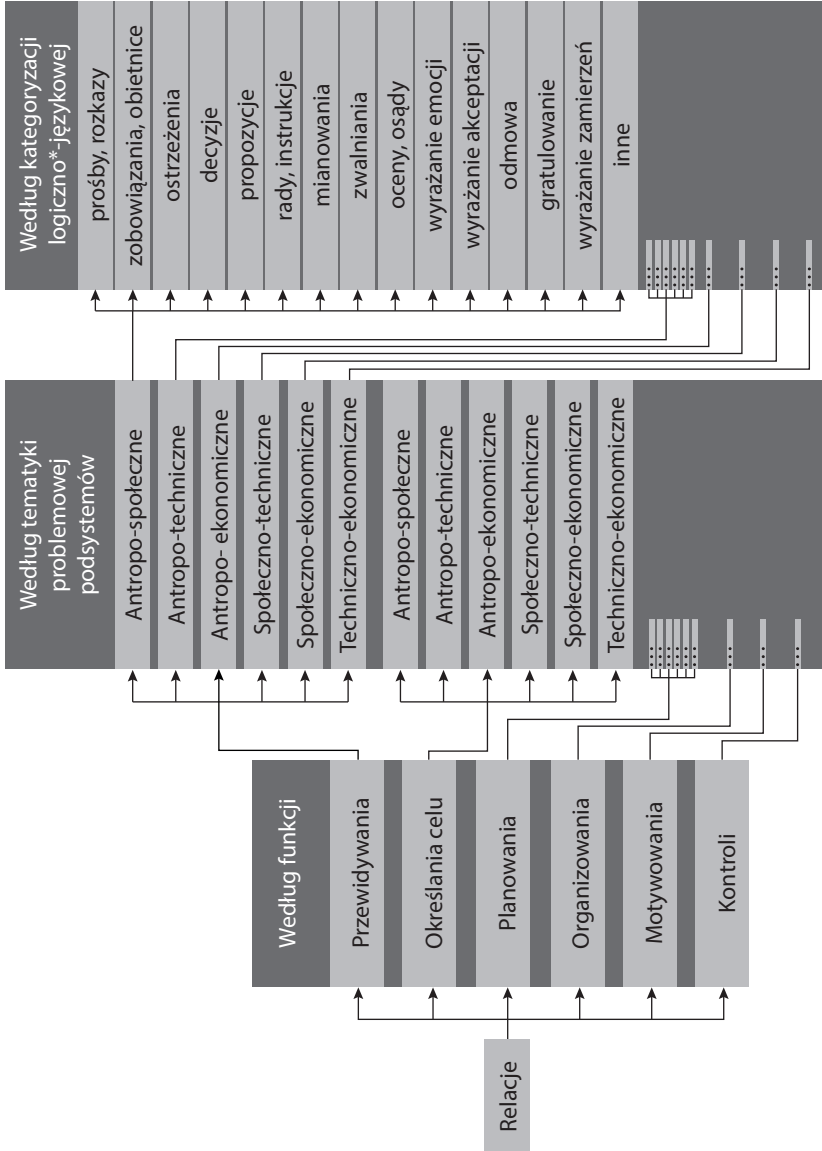 Relacje
Według funkcji
Przewidywania
Określania celu
Planowania
Organizowania
Motywowania
Kontroli
Według tematyki
problemowej
podsystemów
Antropo-społeczne
Antropo-techniczne
Antropo- ekonomiczne
Społeczno-techniczne
Społeczno-ekonomiczne
Techniczno-ekonomiczne
Antropo-społeczne
Antropo-techniczne
Antropo-ekonomiczne
Społeczno-techniczne
Społeczno-ekonomiczne
Techniczno-ekonomiczne
Według kategoryzacji
logiczno*-językowej
prośby, rozkazy
zobowiązania, obietnice
ostrzeżenia
decyzje
propozycje
rady, instrukcje
mianowania
zwalniania
oceny, osądy
wyrażanie emocji
wyrażanie akceptacji
odmowa
gratulowanie
wyrażanie zamierzeń
inne